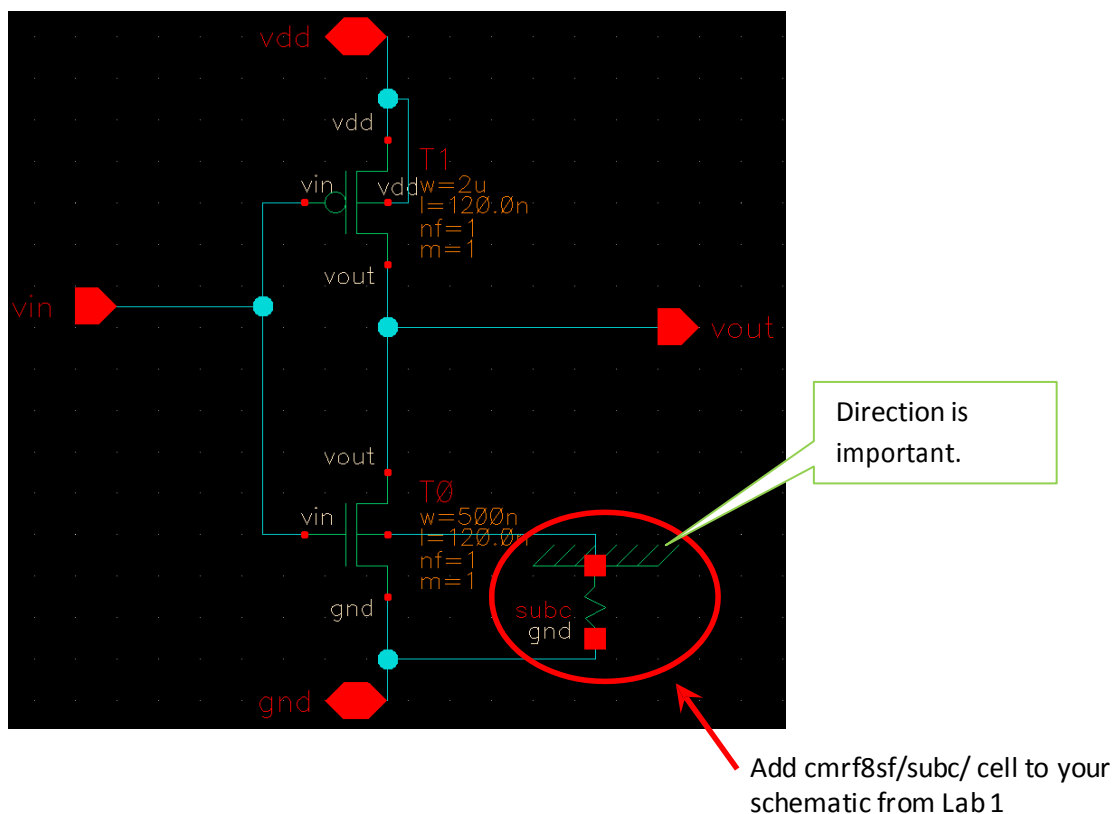 vdd
vdd
T1
vin
vdd
w=2u
l=120.0n
nf=1
m=1
vout
vin
vout
Direction is
important.
vout
T0
vin
w=500n
l=120.0n
nf=1
m=1
gnd
subc
gnd
gnd
Add cmrf8sf/subc/ cell to your
schematic from Lab 1